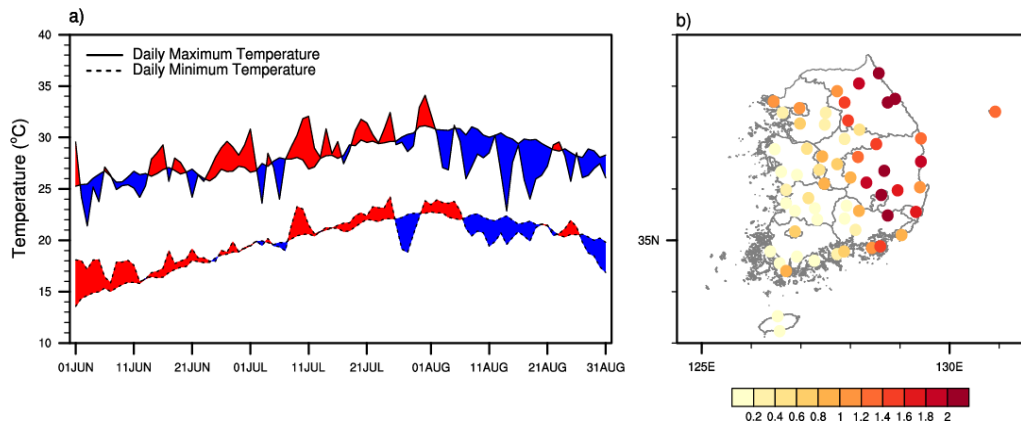 a)
b)
Daily Maximum Temperature
Daily Minimum Temperature
Temperature (°C)
40
35
30
25
20
15
10
01JUN 11JUN 21JUN 01JUL 11JUL 21JUL 01AUG 11AUG 21AUG 31AUG
35N
125E 130E
0.2 0.4 0.6 0.8 1 1.2 1.4 1.6 1.8 2